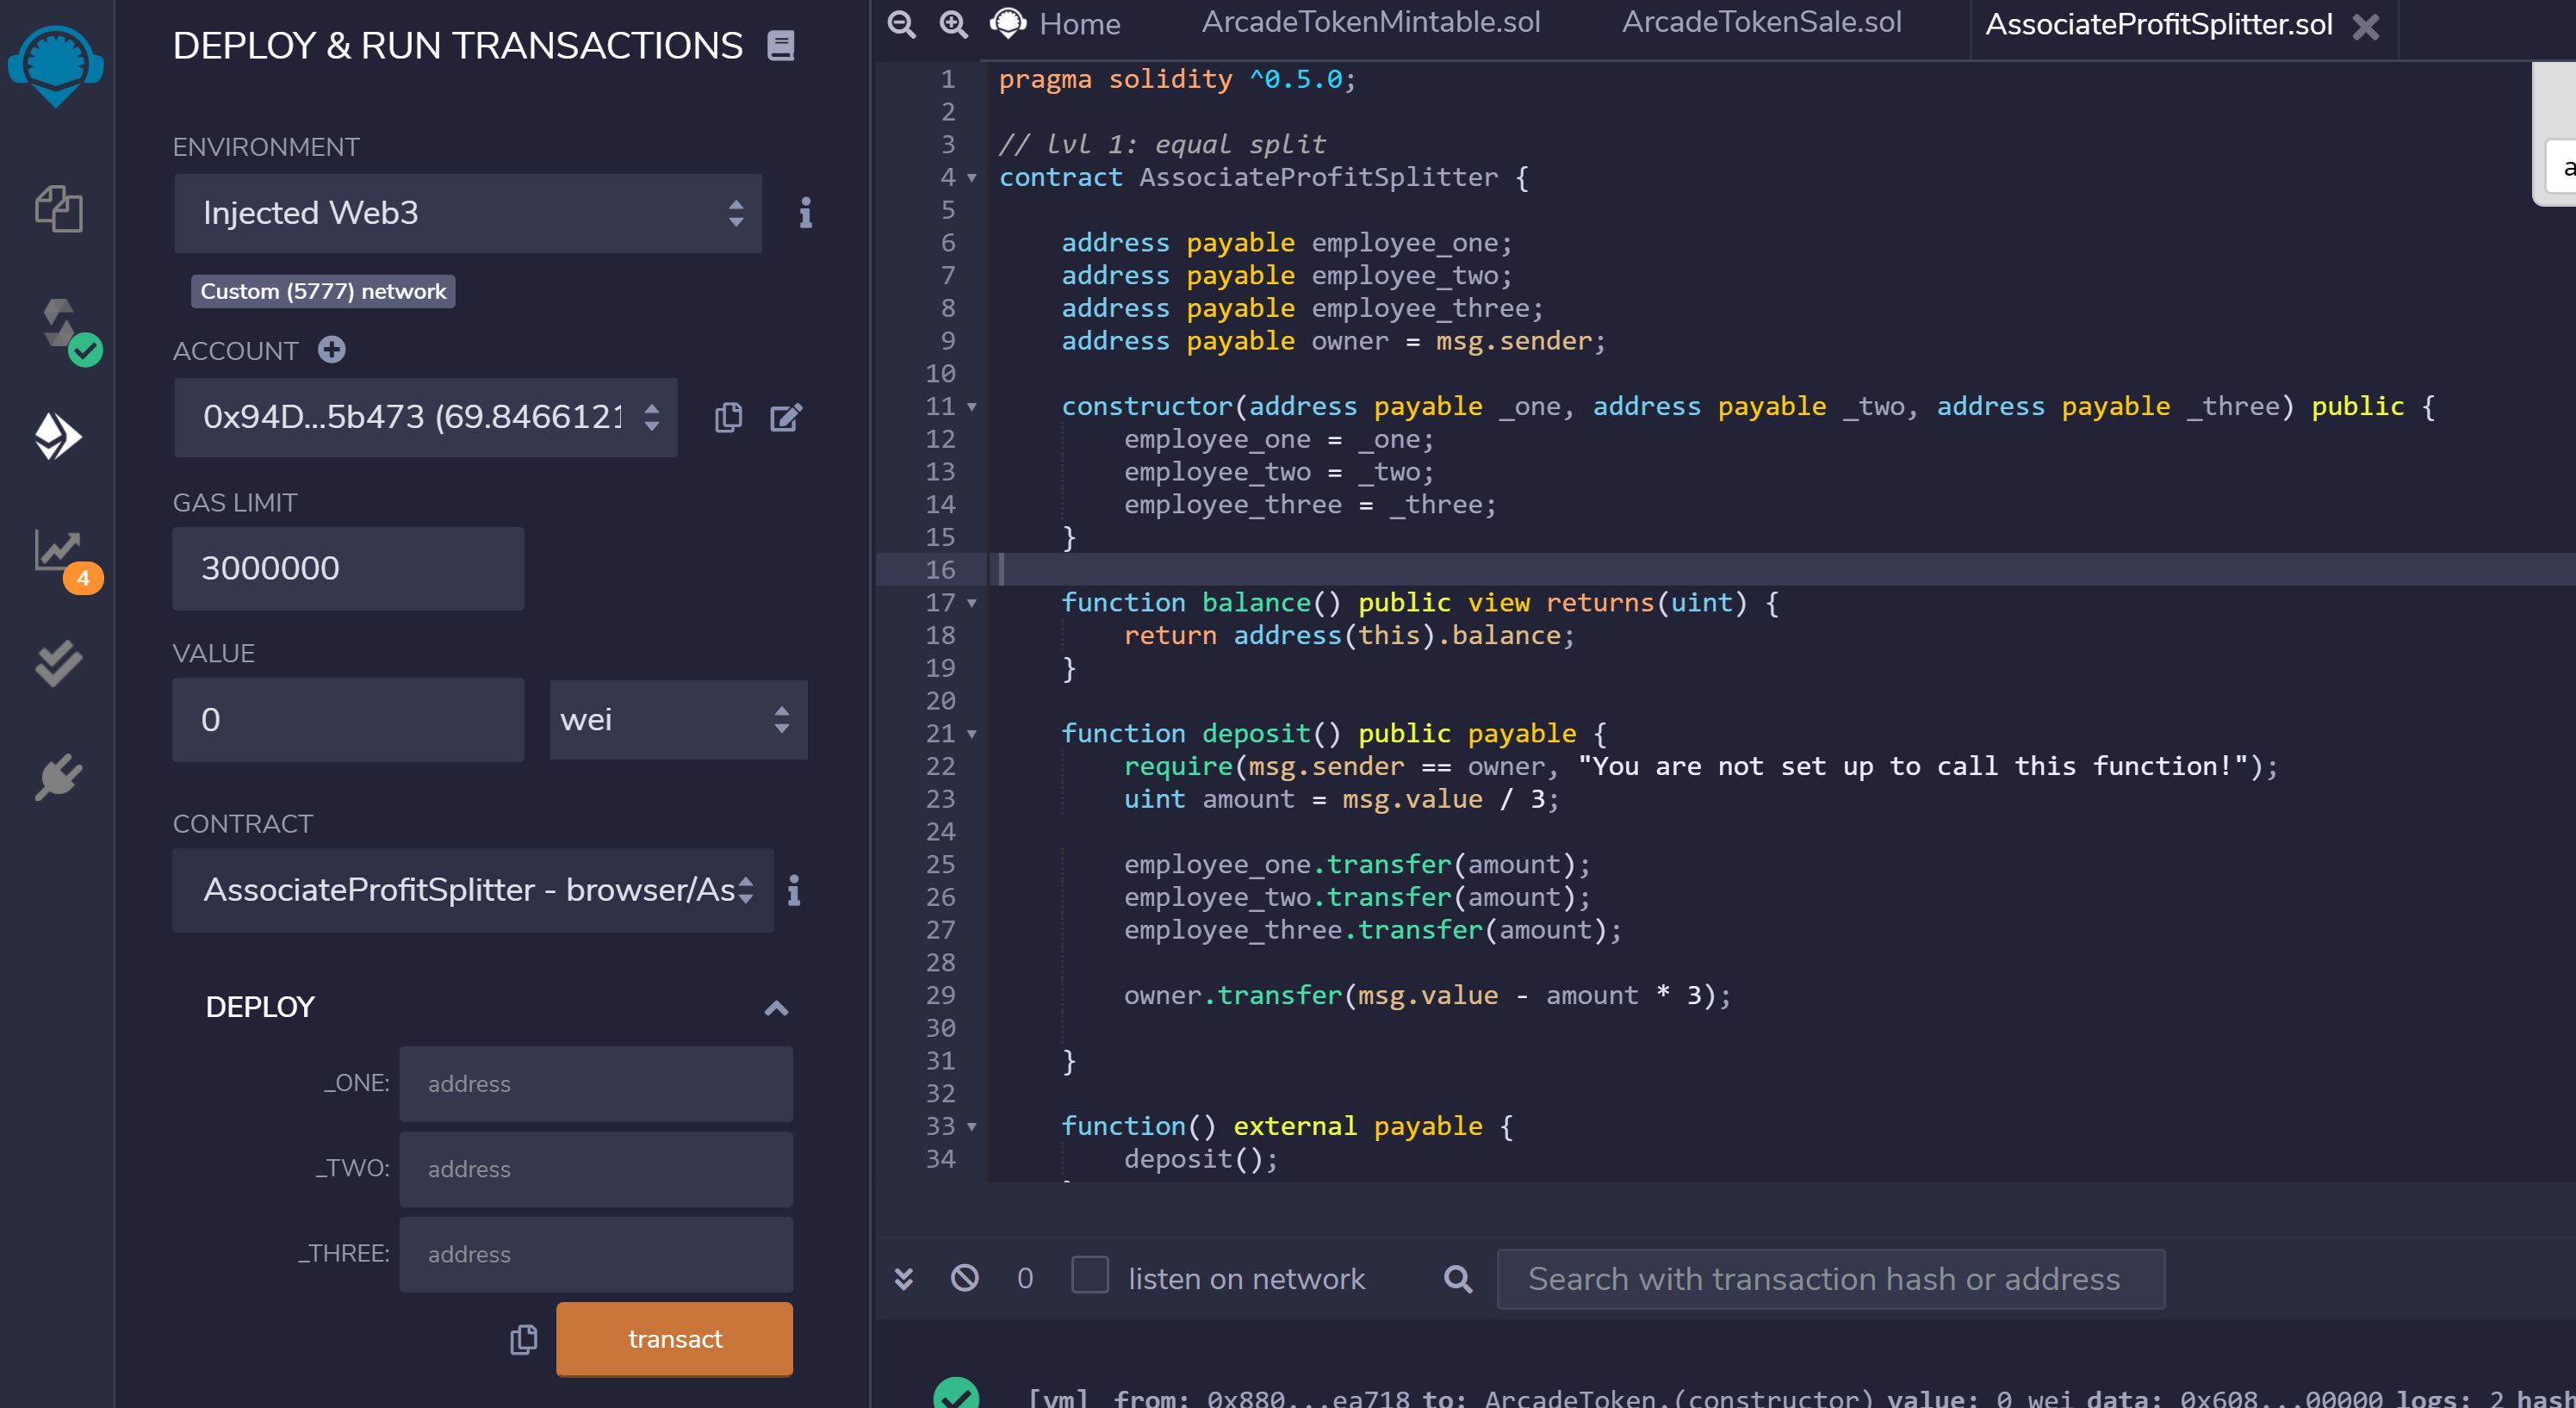 DEPLOY & RUN TRANSACTIONS
ENVIRONMENT
Injected Web3
Custom (5777) network
ACCOUNT
0x94D...5b473 (69.8466121
GAS LIMIT
3000000
VALUE
0 wei
CONTRACT
AssociateProfitSplitter - browser/As
DEPLOY
_ONE: address
_TWO: address
_THREE: address
transact
4
Home ArcadeTokenMintable.sol ArcadeTokenSale.sol AssociateProfitSplitter.sol
1 pragma solidity ^0.5.0;
2
3 // lvl 1: equal split
4 contract AssociateProfitSplitter {
5
6 address payable employee_one;
7 address payable employee_two;
8 address payable employee_three;
9 address payable owner = msg.sender;
10
11 constructor(address payable _one, address payable _two, address payable _three) public {
12 employee_one = _one;
13 employee_two = _two;
14 employee_three = _three;
15 }
16
17 function balance() public view returns(uint) {
18 return address(this).balance;
19 }
20
21 function deposit() public payable {
22 require(msg.sender == owner, "You are not set up to call this function!");
23 uint amount = msg.value / 3;
24
25 employee_one.transfer(amount);
26 employee_two.transfer(amount);
27 employee_three.transfer(amount);
28
29 owner.transfer(msg.value - amount * 3);
30
31 }
32
33 function() external payable {
34 deposit();
a
0 listen on network Search with transaction hash or address
[vm] from: 0x880...ea718 to: ArcadeToken.(constructor) value: 0 wei data: 0x608...00000 logs: 2 hash